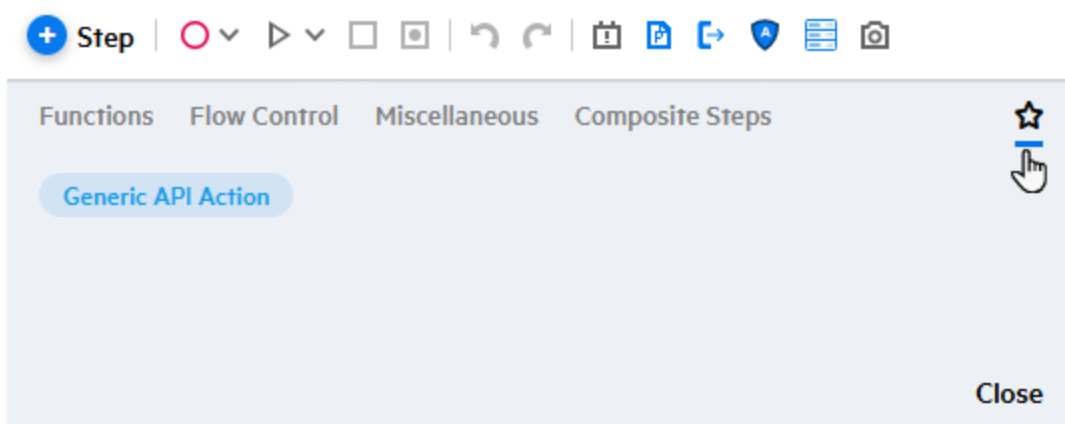 Step
Functions Flow Control Miscellaneous Composite Steps
Generic API Action
Close